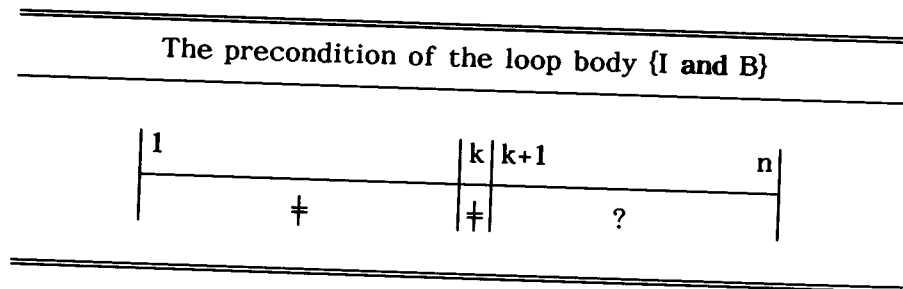 The precondition of the loop body {I and B}
1 k k+1 n
≠ ≠ ?